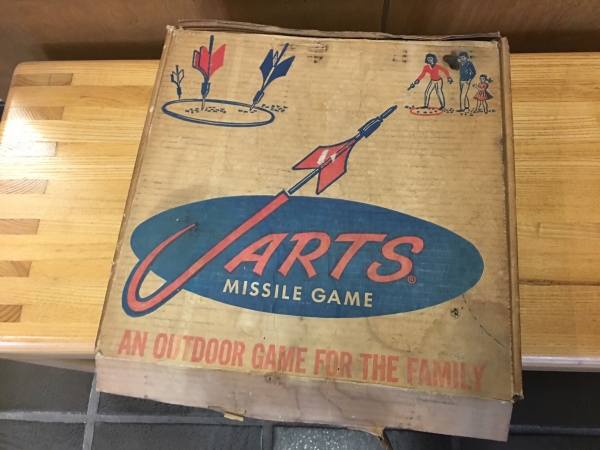 JARTS®
MISSILE GAME
®
AN OUTDOOR GAME FOR THE FAMILY